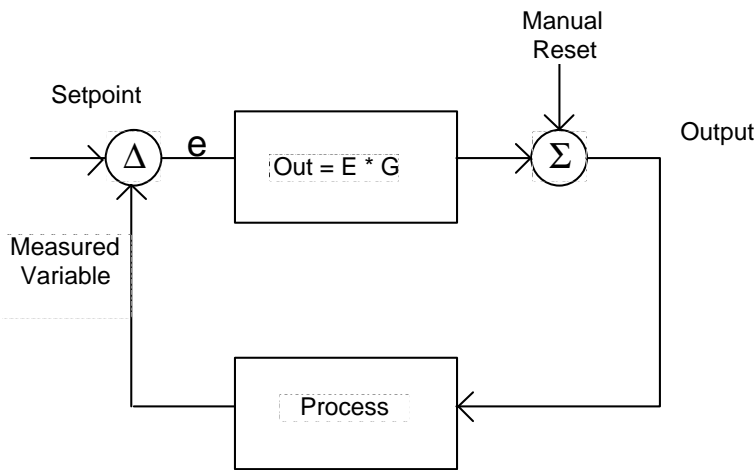 Manual
Reset
Setpoint
Output
Δ
e
Out = E * G
Σ
Measured
Variable
Process